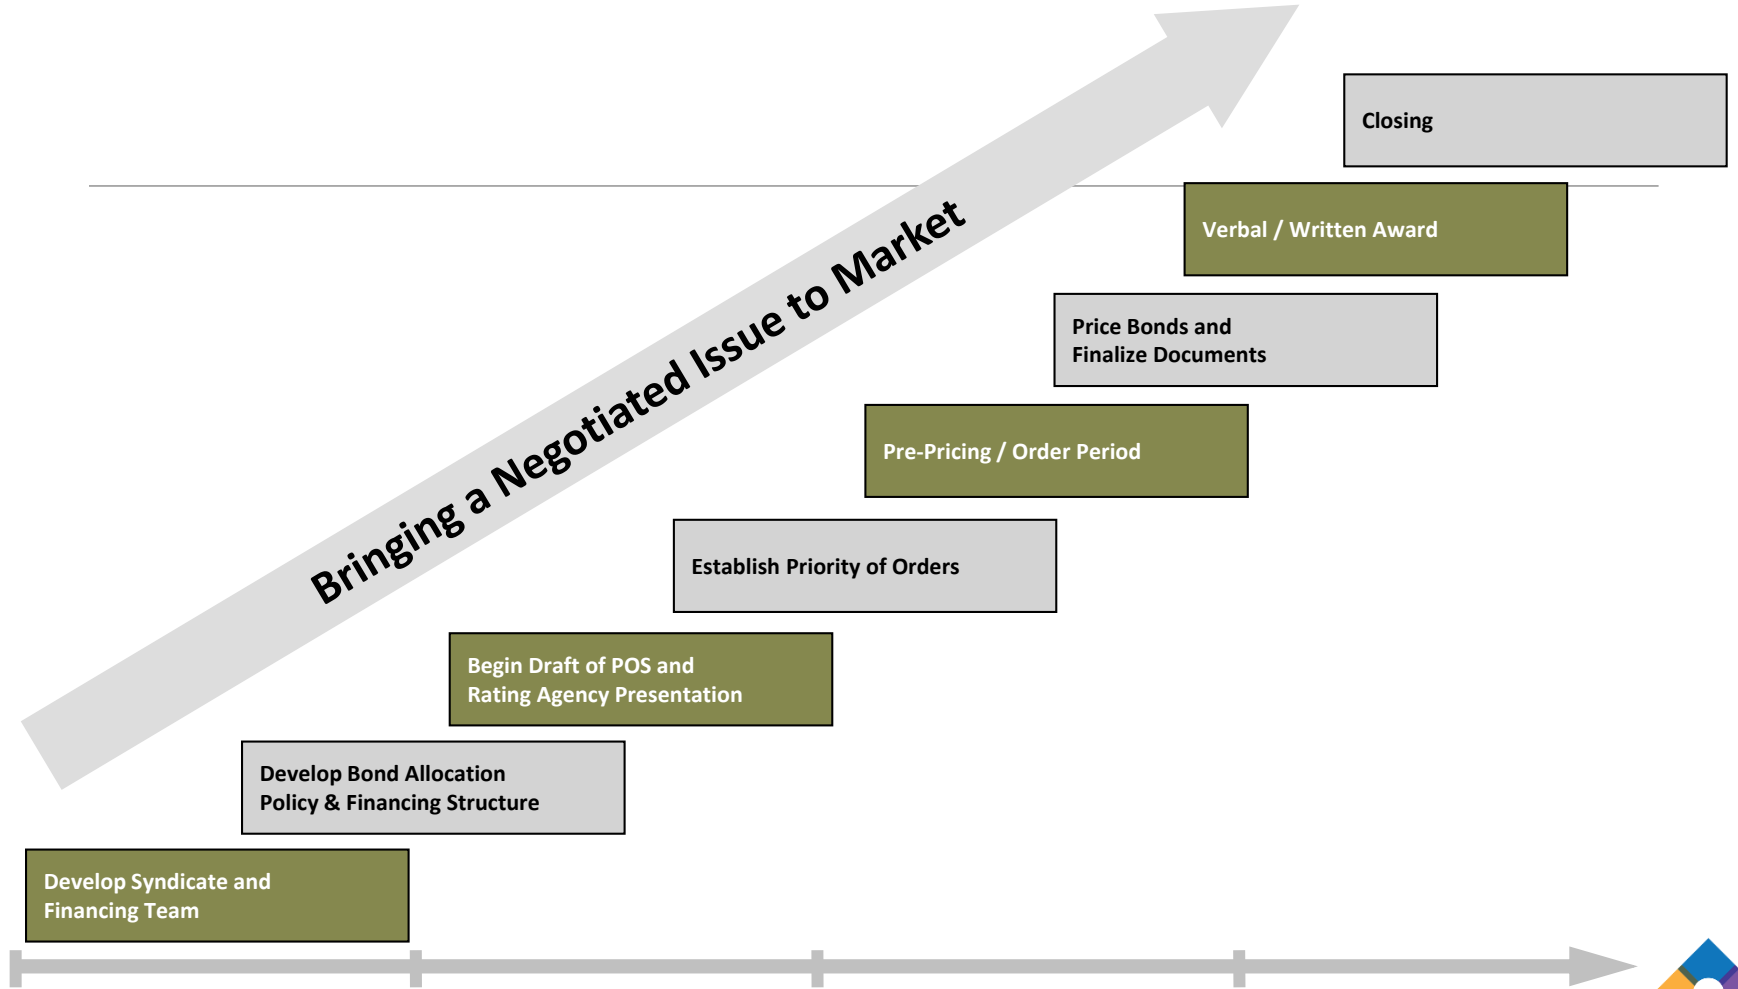 Closing
Verbal / Written Award
Bringing a Negotiated Issue to Market
Price Bonds and
Finalize Documents
Pre-Pricing / Order Period
Establish Priority of Orders
Begin Draft of POS and
Rating Agency Presentation
Develop Bond Allocation
Policy & Financing Structure
Develop Syndicate and
Financing Team